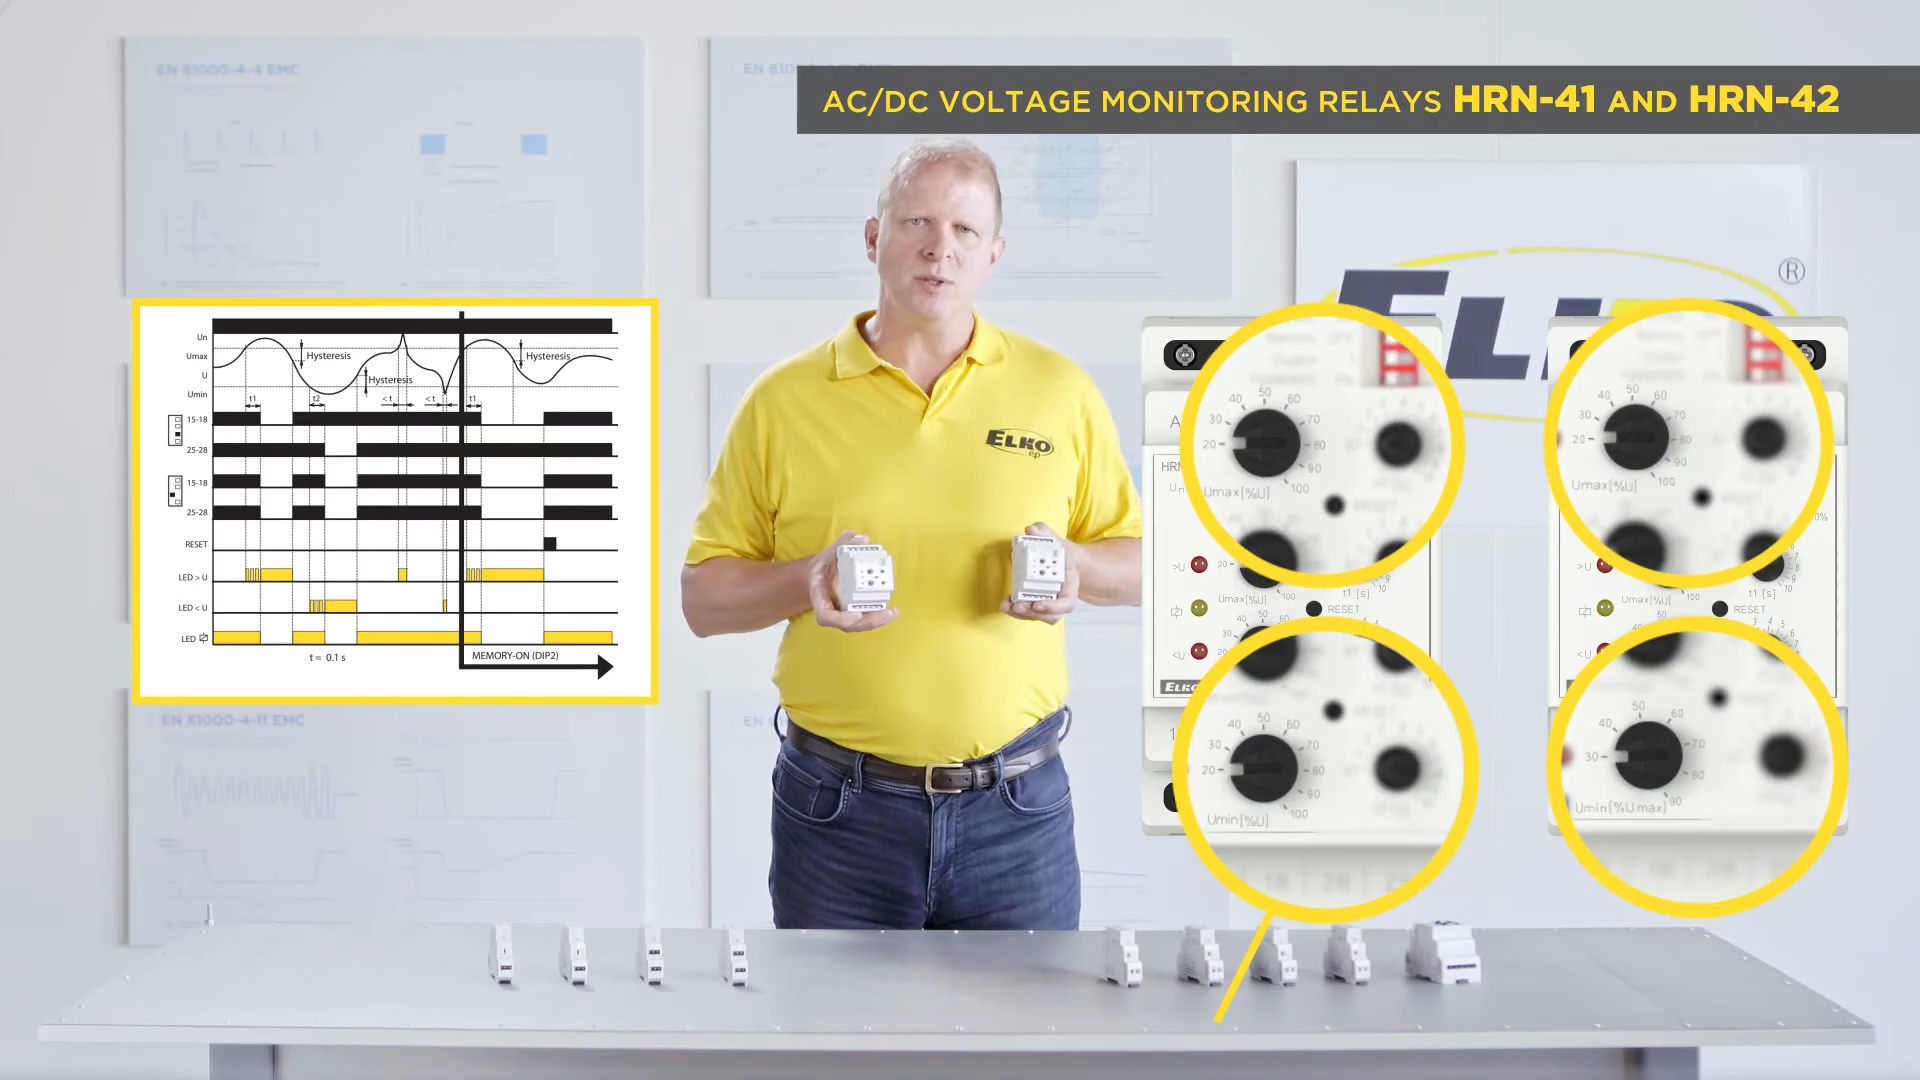 EN 61000-4-4 EMC
AC/DC VOLTAGE MONITORING RELAYS HRN-41 AND HRN-42
ELKO
®
ELKO
ep
Un
Umax
U
Umin
Hysteresis
Hysteresis
Hysteresis
t1
t2
< t
< t
t1
15-18
25-28
15-18
25-28
RESET
LED > U
LED < U
LED
t = 0.1 s
MEMORY-ON (DIP2)
EN 61000-4-11 EMC
20
30
40
50
60
70
80
90
100
Umax[%U]
>U
<U
Umax[%U]
t1 [s]
RESET
20
30
40
50
60
70
80
90
100
Umin[%U]
20
30
40
50
60
70
80
90
100
Umax[%U]
>U
<U
Umax[%U]
t1 [s]
RESET
30
40
50
60
70
80
90
Umin[%U max]